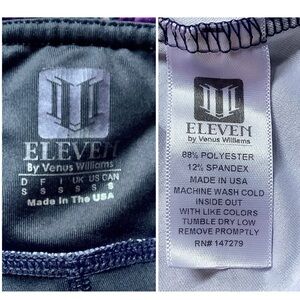 ELEVEN
By Venus Williams
D F I UK US CAN
S S S S S S
Made In The USA
ELEVEN
by Venus Williams
88% POLYESTER
12% SPANDEX
MADE IN USA
MACHINE WASH COLD
INSIDE OUT
WITH LIKE COLORS
TUMBLE DRY LOW
REMOVE PROMPTLY
RN# 147279